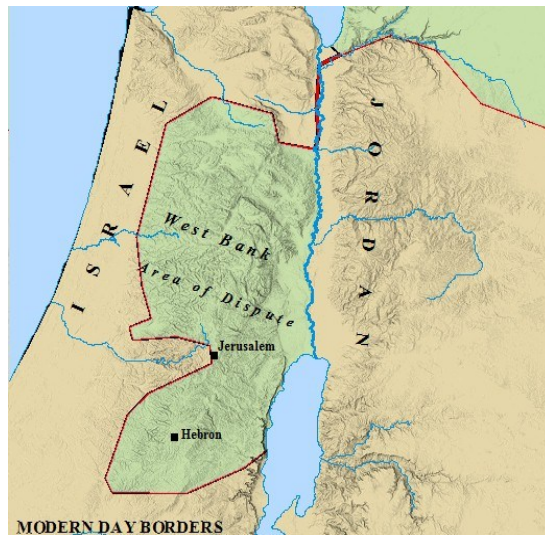 ISRAEL
JORDAN
West Bank
Area of Dispute
Jerusalem
Hebron
MODERN DAY BORDERS